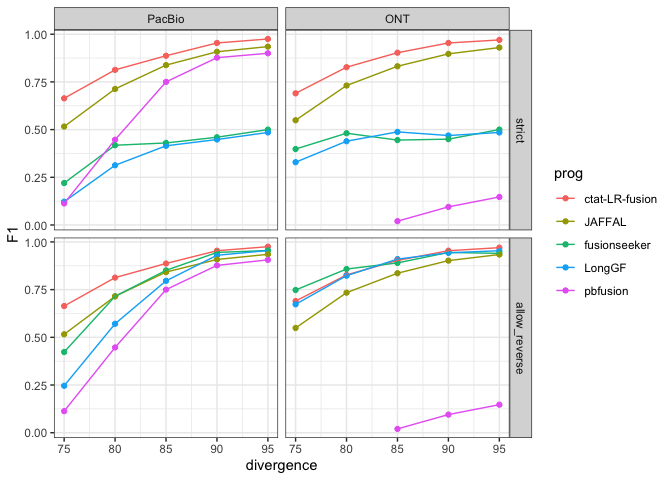 PacBio
ONT
1.00
0.75
0.50
0.25
0.00
strict
1.00
0.75
0.50
0.25
0.00
allow_reverse
F1
75
80
85
90
95
75
80
85
90
95
divergence
prog
ctat-LR-fusion
JAFFAL
fusionseeker
LongGF
pbfusion